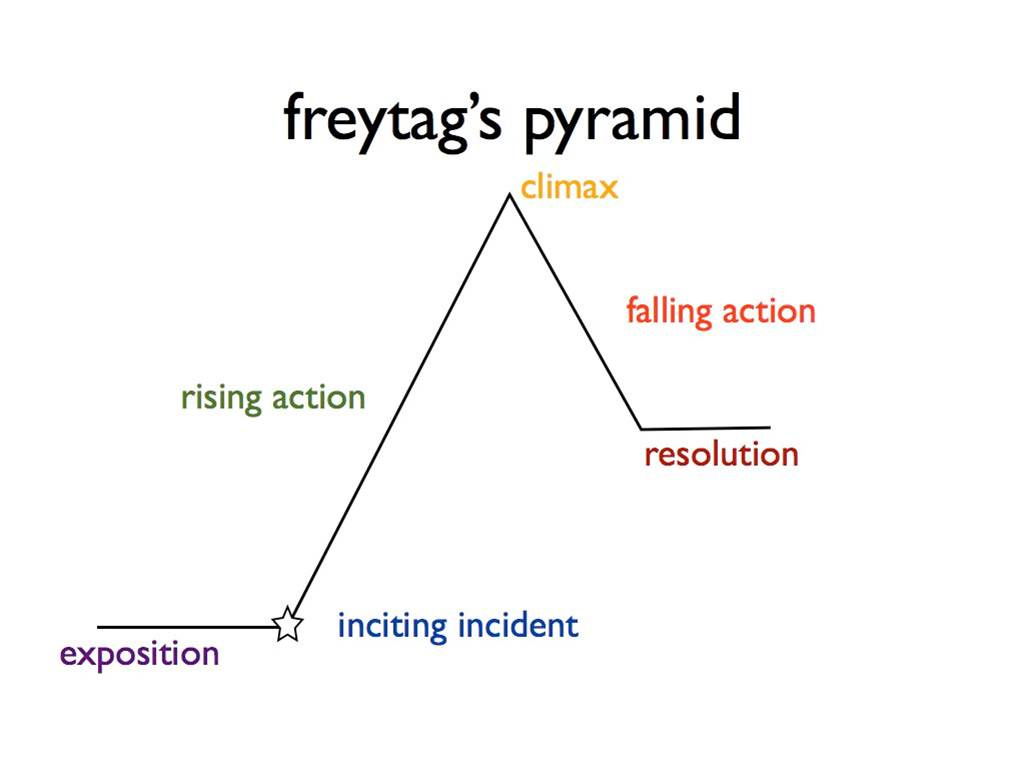 freytag's pyramid
climax
falling action
rising action
resolution
inciting incident
exposition